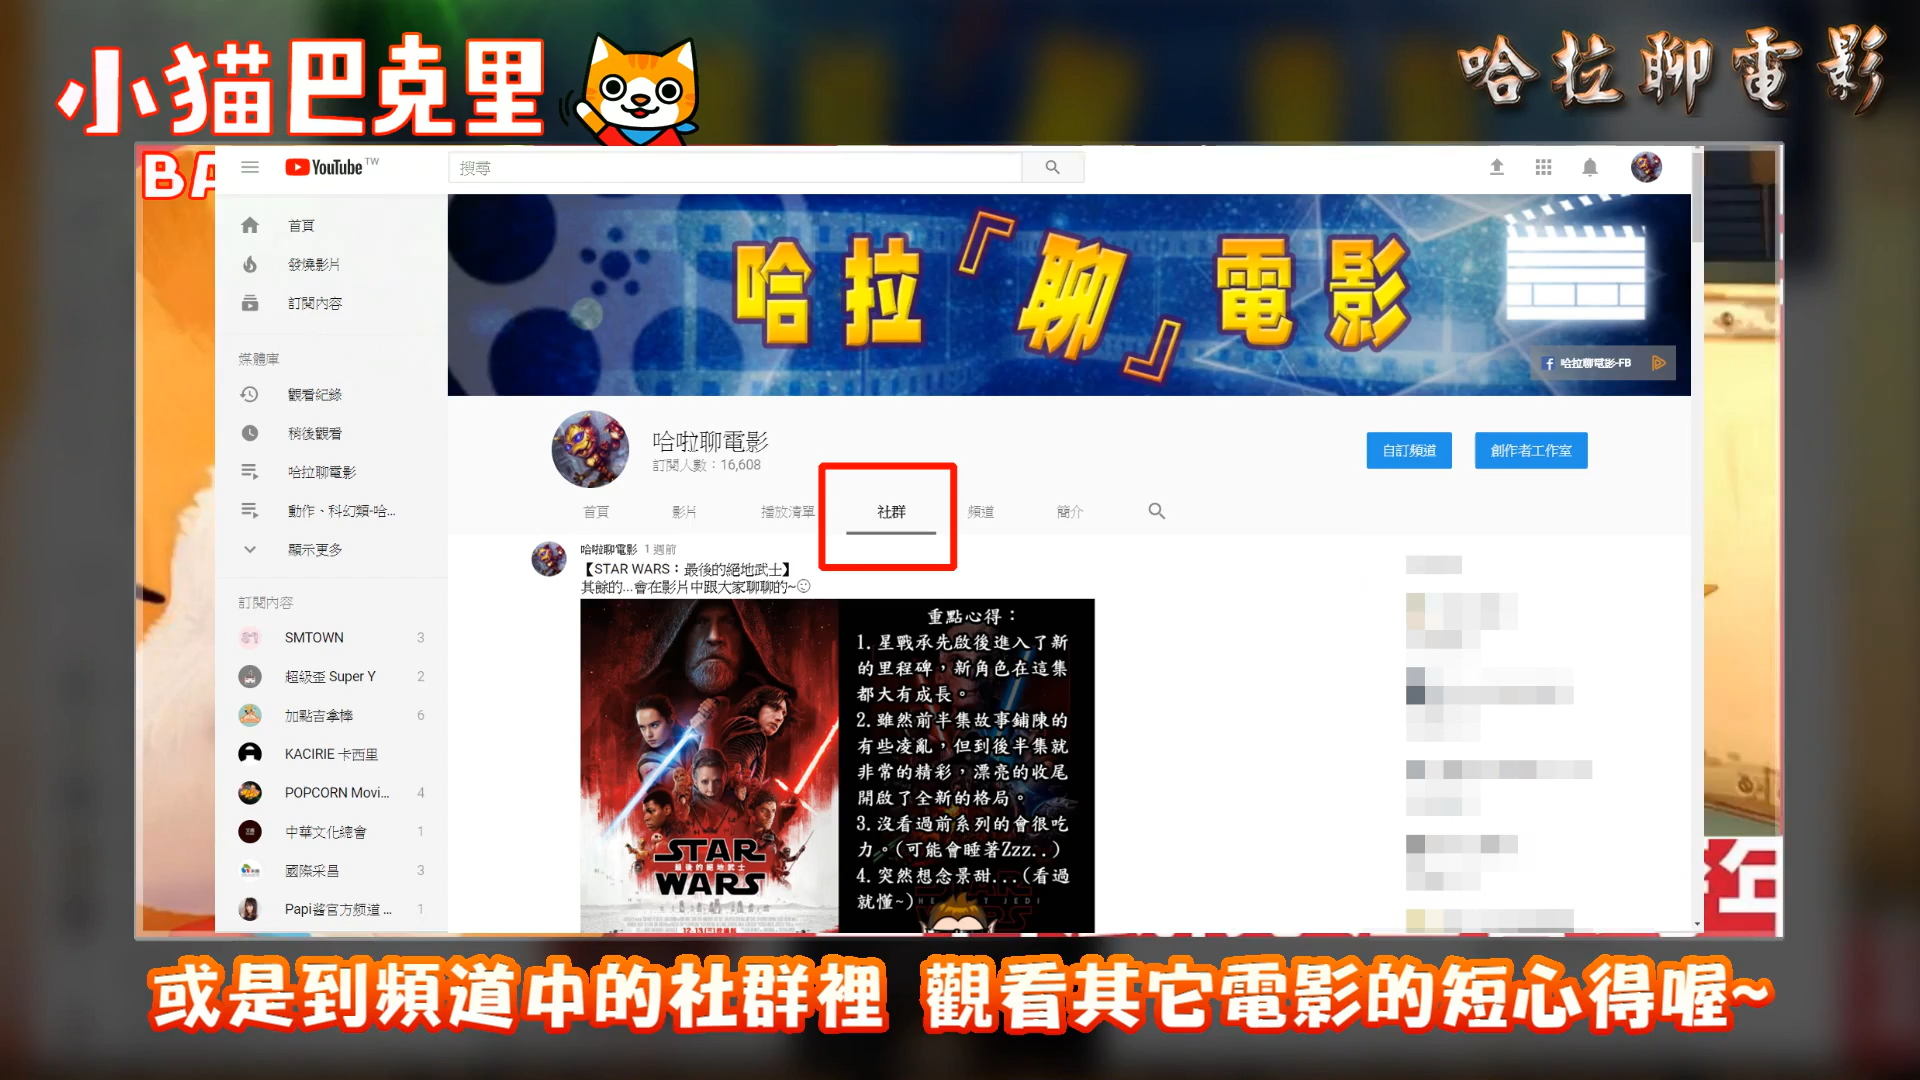 小猫巴克里
哈拉聊電影
BA
YouTube TW
搜尋
首頁
發燒影片
訂閱內容
媒體庫
觀看紀錄
稍後觀看
哈拉聊電影
動作、科幻類-哈...
顯示更多
訂閱內容
SMTOWN 3
超級歪 Super Y 2
加點吉拿棒 6
KACIRIE 卡西里
POPCORN Movi... 4
中華文化總會 1
國際采昌 3
Papi酱官方频道 ... 1
哈拉『聊』電影
哈拉聊電影-FB
哈啦聊電影
訂閱人數：16,608
自訂頻道
創作者工作室
首頁 影片 播放清單 社群 頻道 簡介
哈啦聊電影 1 週前
【STAR WARS：最後的絕地武士】
其餘的...會在影片中跟大家聊聊的~☺
STAR
最後的絕地武士
WARS
重點心得：
1.星戰承先啟後進入了新
的里程碑，新角色在這集
都大有成長。
2.雖然前半集故事鋪陳的
有些凌亂，但到後半集就
非常的精彩，漂亮的收尾
開啟了全新的格局。
3.沒看過前系列的會很吃
力。(可能會睡著Zzz..)
4.突然想念景甜...(看過
就懂~)
或是到頻道中的社群裡 觀看其它電影的短心得喔~